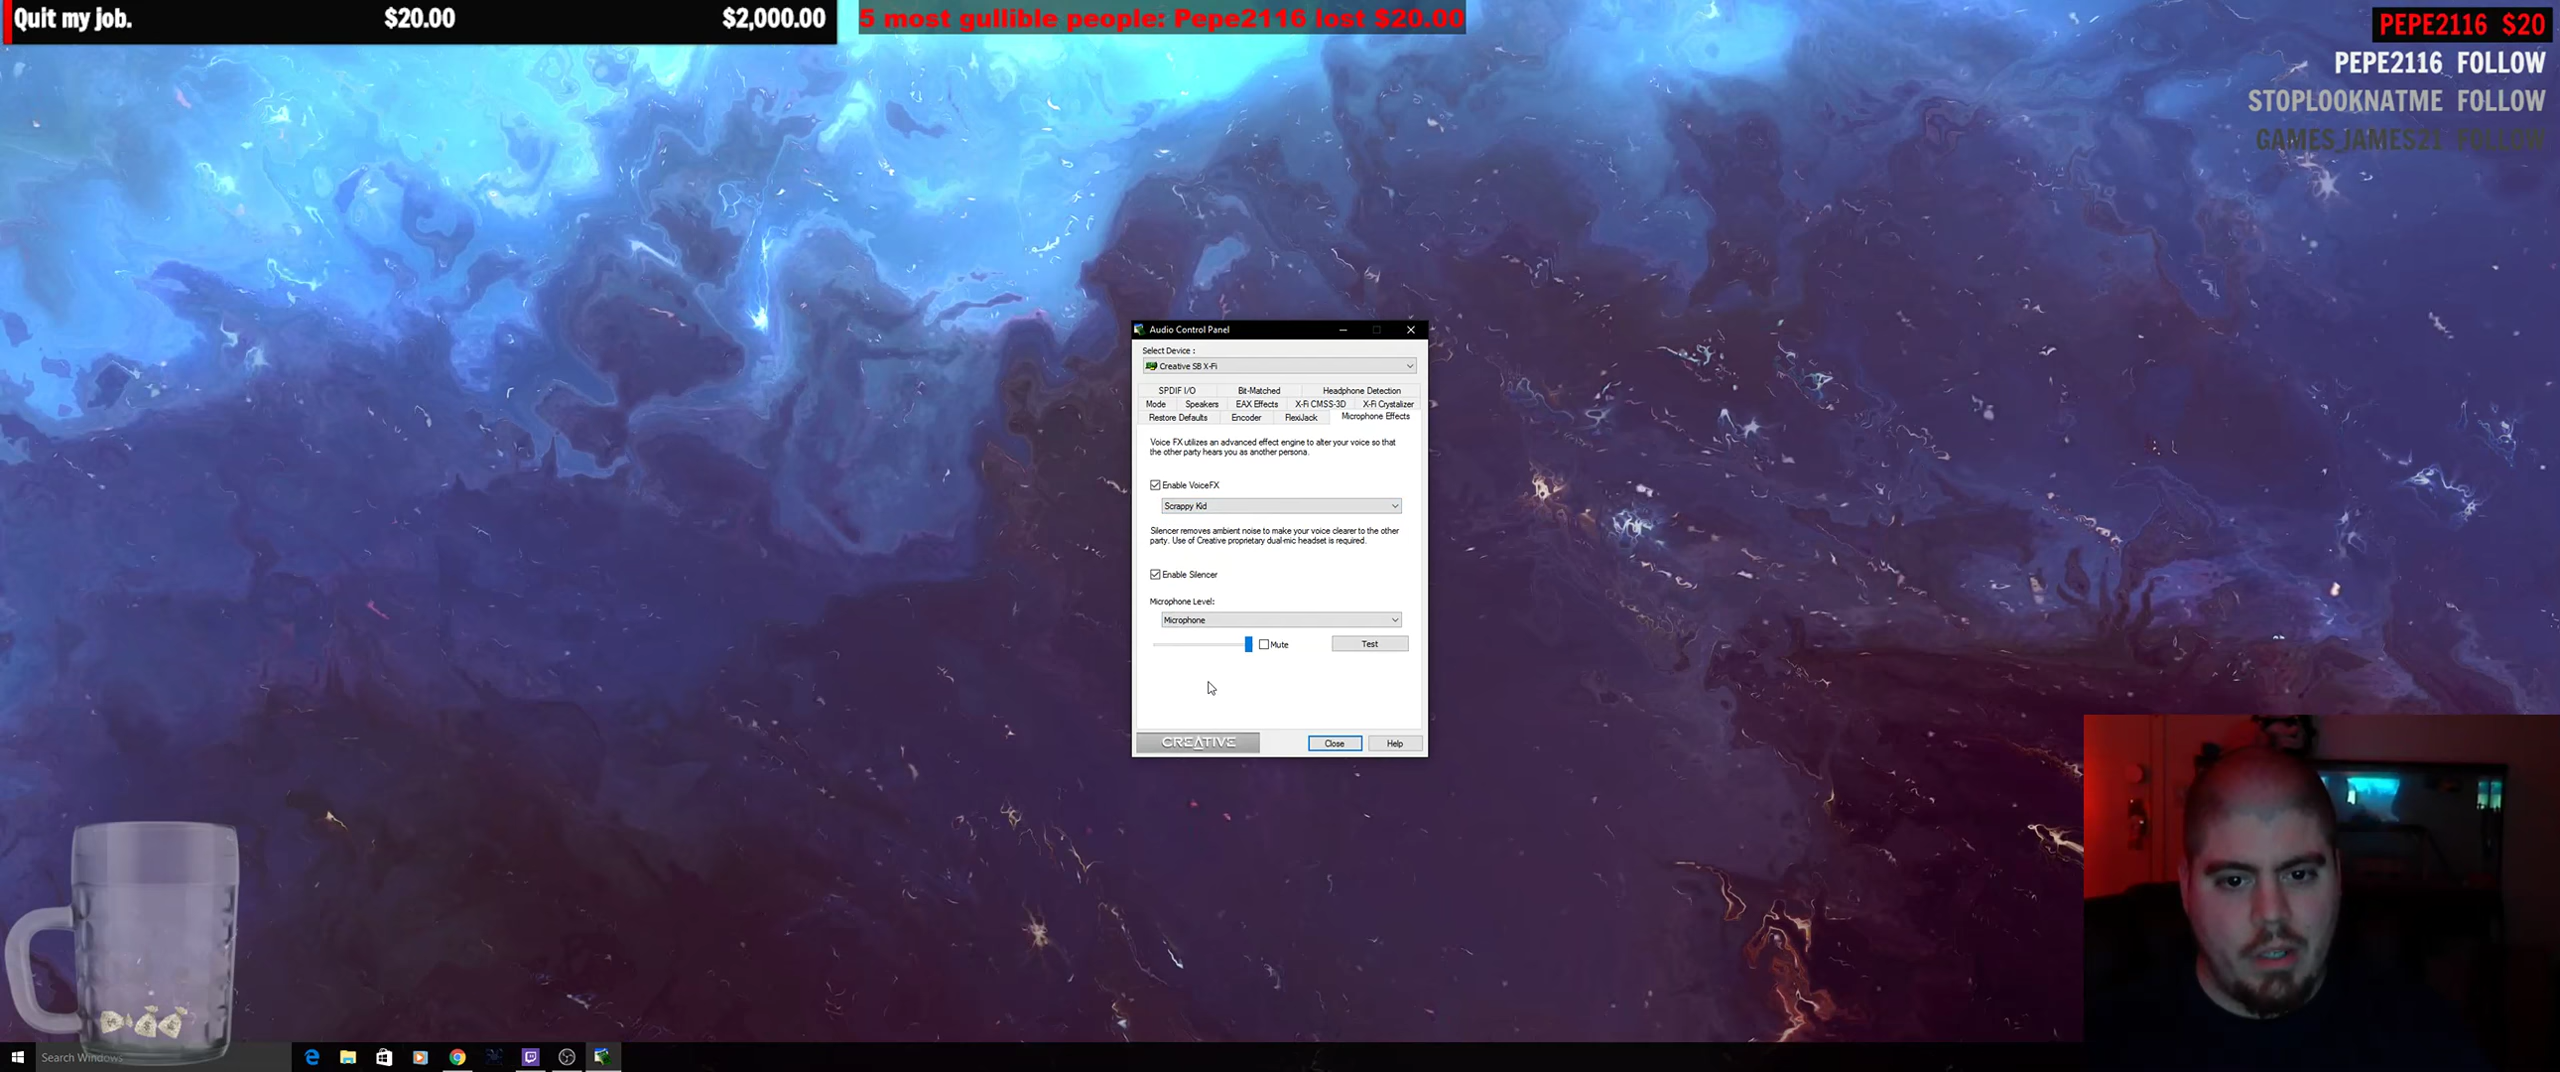 Quit my job. $20.00 $2,000.00
5 most gullible people: Pepe2116 lost $20.00
PEPE2116 $20
PEPE2116 FOLLOW
STOPLOOKNATME FOLLOW
GAMES_JAMES21 FOLLOW
Audio Control Panel
Select Device :
Creative SB X-Fi
SPDIF I/O Bit-Matched Headphone Detection
Mode Speakers EAX Effects X-Fi CMSS-3D X-Fi Crystalizer
Restore Defaults Encoder FlexiJack Microphone Effects
Voice FX utilizes an advanced effect engine to alter your voice so that
the other party hears you as another persona.
Enable VoiceFX
Scrappy Kid
Silencer removes ambient noise to make your voice clearer to the other
party. Use of Creative proprietary dual-mic headset is required.
Enable Silencer
Microphone Level:
Microphone
Mute Test
CREATIVE Close Help
Search Windows